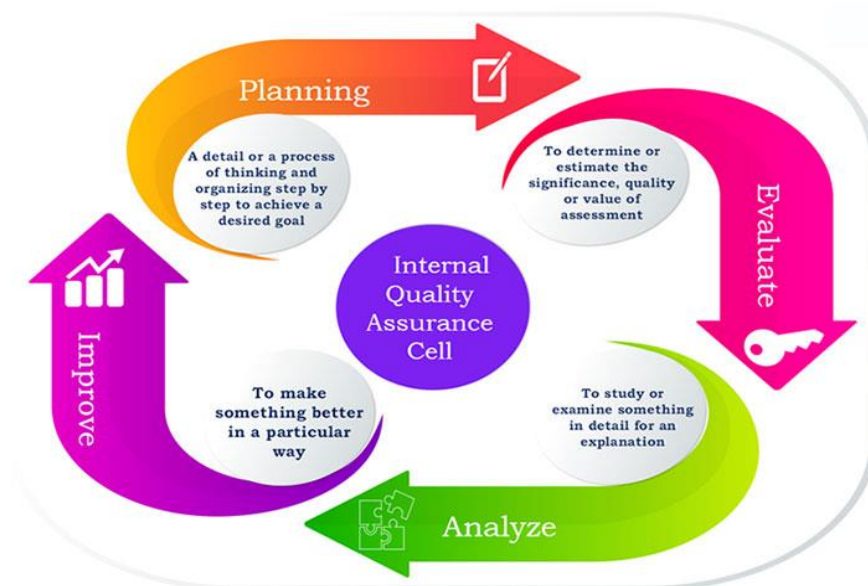 Planning
A detail or a process
of thinking and
organizing step by
step to achieve a
desired goal
To determine or
estimate the
significance, quality
or value of
assessment
Evaluate
Internal
Quality
Assurance
Cell
Improve
To make
something better
in a particular
way
To study or
examine something
in detail for an
explanation
Analyze